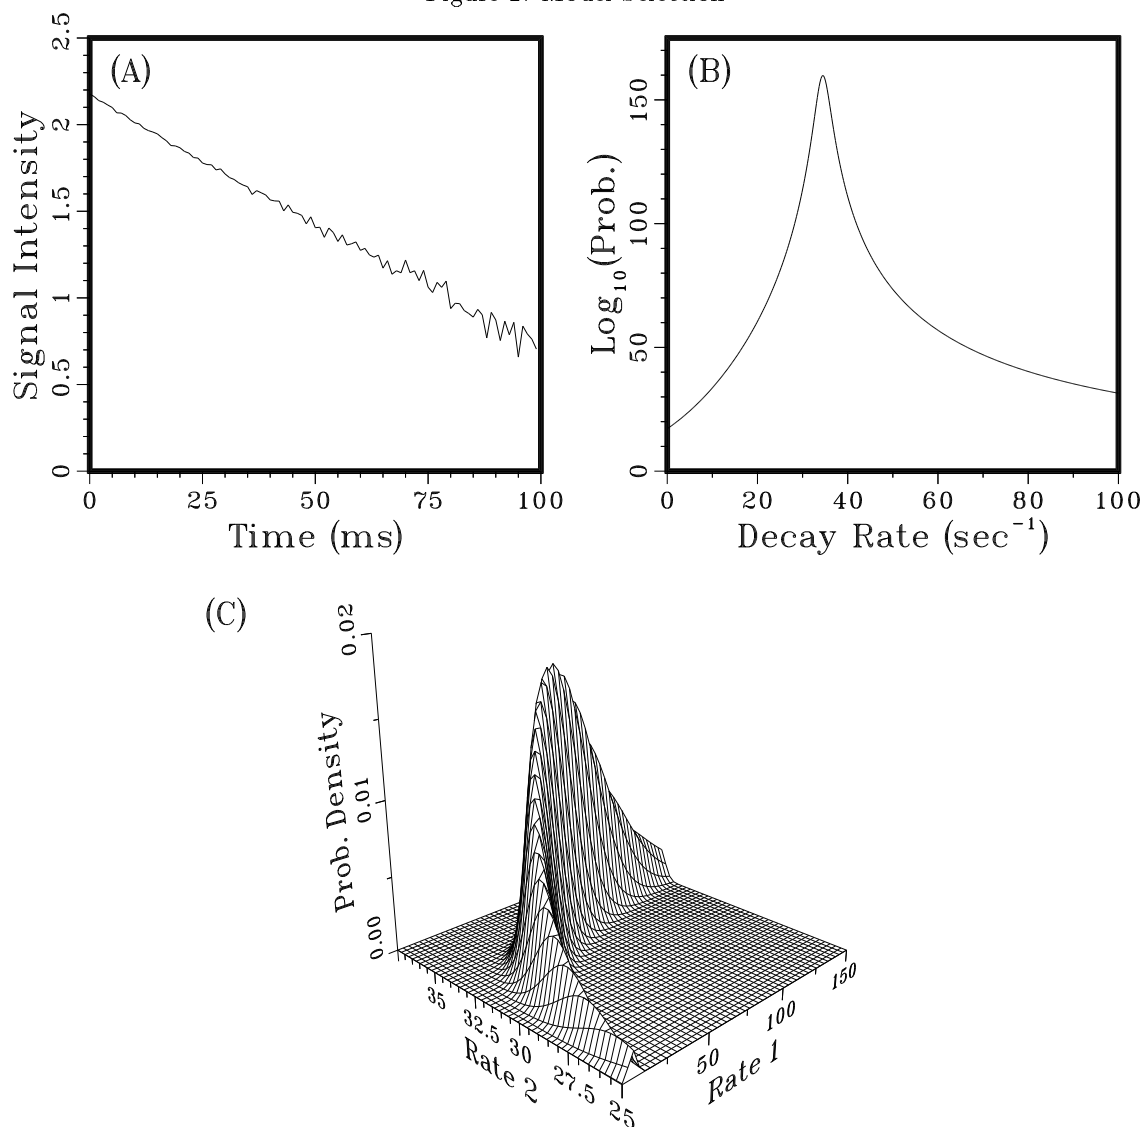 (A)
Signal Intensity
0 0.5 1 1.5 2 2.5
0 25 50 75 100
Time (ms)
(B)
Log10(Prob.)
0 50 100 150
0 20 40 60 80 100
Decay Rate (sec−1)
(C)
Prob. Density
0.00 0.01 0.02
35 32.5 30 27.5 25
Rate 2
50 100 150
Rate 1